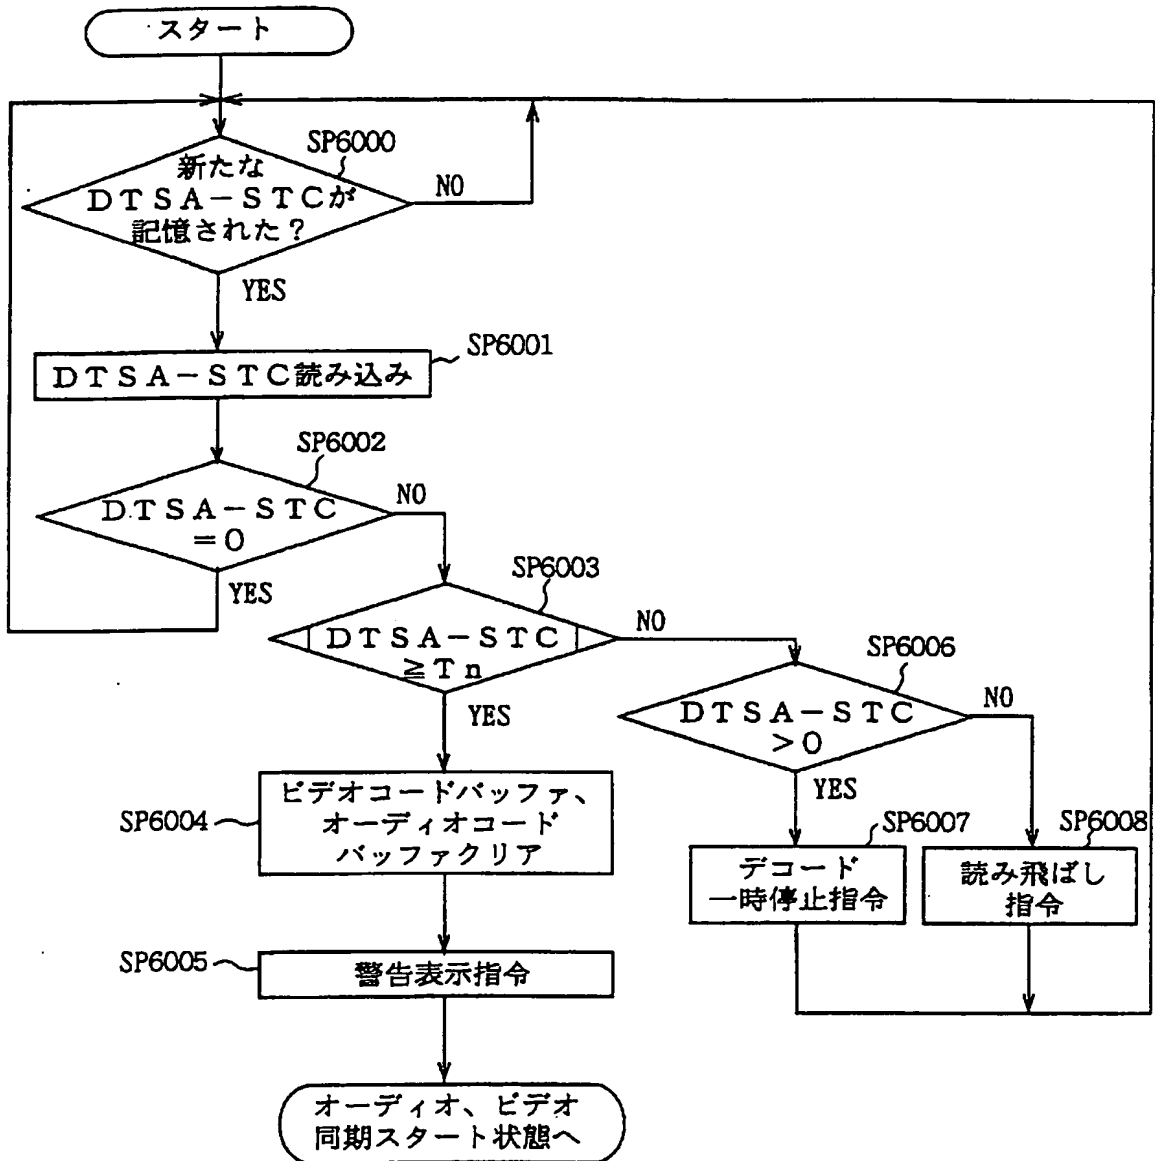 スタート
SP6000
新たな
DTSA-STCが
記憶された?
NO
YES
SP6001
DTSA-STC読み込み
SP6002
DTSA-STC
=0
NO
YES
SP6003
|DTSA-STC|
≧Tn
NO
YES
SP6006
DTSA-STC
>0
NO
YES
SP6004
ビデオコードバッファ、
オーディオコード
バッファクリア
SP6007
デコード
一時停止指令
SP6008
読み飛ばし
指令
SP6005
警告表示指令
オーディオ、ビデオ
同期スタート状態へ